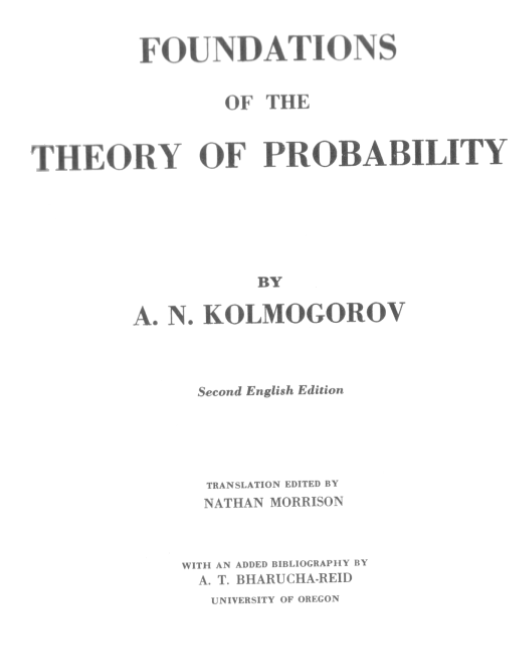 FOUNDATIONS
OF THE
THEORY OF PROBABILITY
BY
A. N. KOLMOGOROV
Second English Edition
TRANSLATION EDITED BY
NATHAN MORRISON
WITH AN ADDED BIBLIOGRAPHY BY
A. T. BHARUCHA-REID
UNIVERSITY OF OREGON